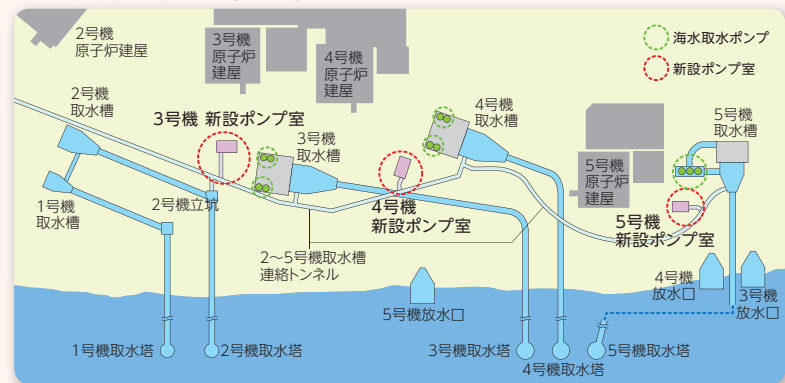 2号機
原子炉建屋
3号機
原子炉
建屋
4号機
原子炉
建屋
海水取水ポンプ
新設ポンプ室
2号機
取水槽
3号機 新設ポンプ室
3号機
取水槽
4号機
取水槽
5号機
取水槽
1号機
取水槽
2号機立坑
4号機
新設ポンプ室
5号機
原子炉
建屋
5号機
新設ポンプ室
2～5号機取水槽
連絡トンネル
5号機放水口
4号機
放水口
3号機
放水口
1号機取水塔
2号機取水塔
3号機取水塔
4号機取水塔
5号機取水塔